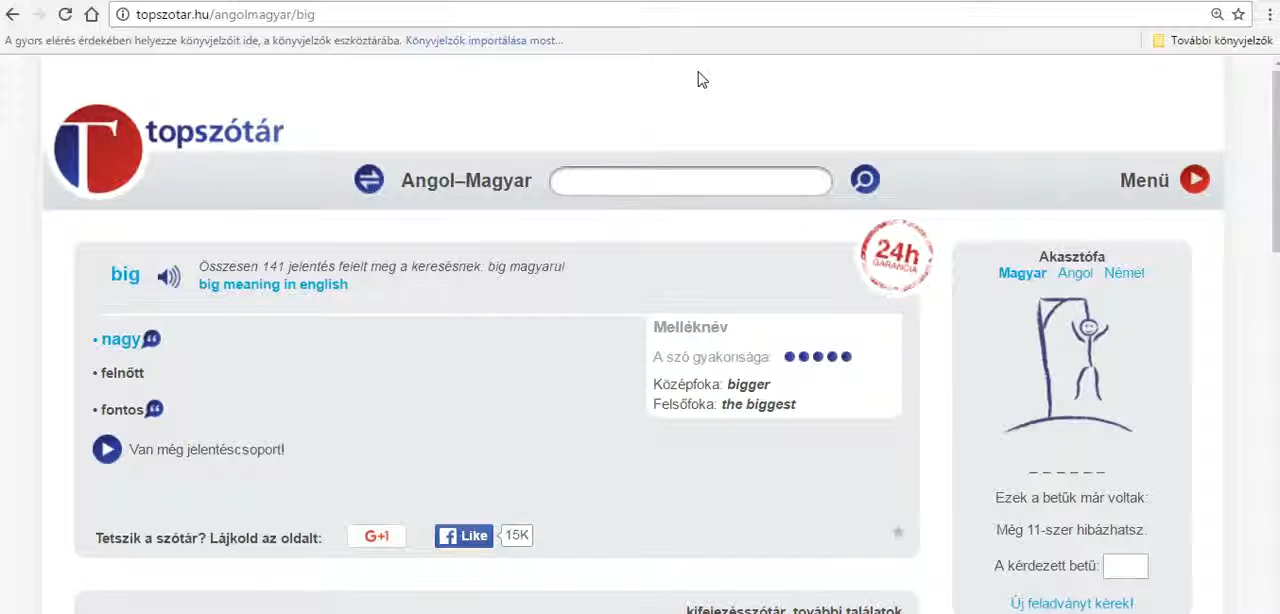 topszotar.hu/angolmagyar/big
A gyors elérés érdekében helyezze könyvjelzőit ide, a könyvjelzők eszköztárába. Könyvjelzők importálása most...
További könyvjelzők
T topszótár
Angol–Magyar
Menü
24h
GARANCIA
big
Összesen 141 jelentés felelt meg a keresésnek: big magyarul
big meaning in english
• nagy
• felnőtt
• fontos
Van még jelentéscsoport!
Melléknév
A szó gyakorisága:
Középfoka: bigger
Felsőfoka: the biggest
Tetszik a szótár? Lájkold az oldalt:
G+1
Like
15K
Akasztófa
Magyar Angol Német
_ _ _ _ _ _
Ezek a betűk már voltak:
Még 11-szer hibázhatsz.
A kérdezett betű:
Új feladványt kérek!
kifejezésszótár, további találatok